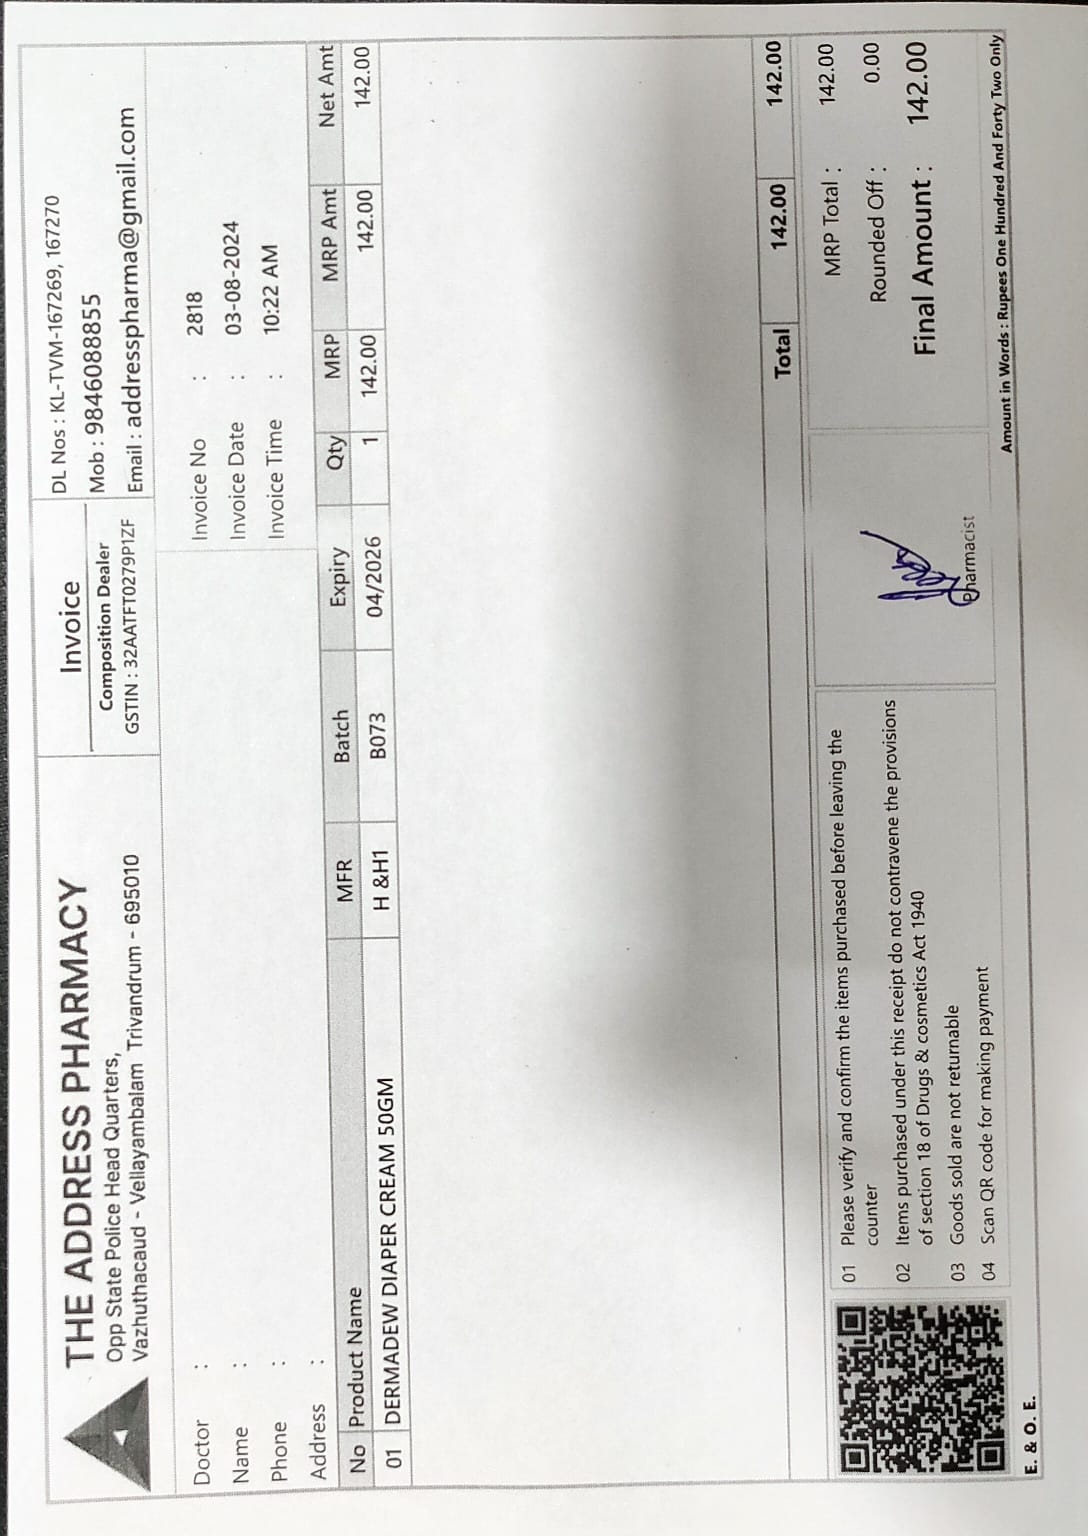 THE ADDRESS PHARMACY
Opp State Police Head Quarters,
Vazhuthacaud - Vellayambalam Trivandrum - 695010
Invoice
Composition Dealer
GSTIN : 32AATFT0279P1ZF
DL Nos : KL-TVM-167269, 167270
Mob : 9846088855
Email : addresspharma@gmail.com
Doctor :
Name :
Phone :
Address :
Invoice No : 2818
Invoice Date : 03-08-2024
Invoice Time : 10:22 AM
No Product Name MFR Batch Expiry Qty MRP MRP Amt Net Amt
01 DERMADEW DIAPER CREAM 50GM H &H1 B073 04/2026 1 142.00 142.00 142.00
Total 142.00 142.00
01 Please verify and confirm the items purchased before leaving the
counter
02 Items purchased under this receipt do not contravene the provisions
of section 18 of Drugs & cosmetics Act 1940
03 Goods sold are not returnable
04 Scan QR code for making payment
Pharmacist
MRP Total : 142.00
Rounded Off : 0.00
Final Amount : 142.00
Amount in Words : Rupees One Hundred And Forty Two Only
E. & O. E.